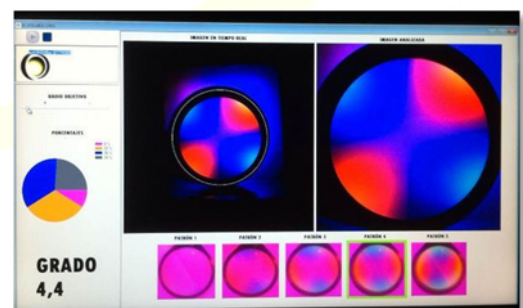 IMAGEN EN TIEMPO REAL
IMAGEN ANALIZADA
RADIO OBJETIVO
PORCENTAJES
PATRÓN 1
PATRÓN 2
PATRÓN 3
PATRÓN 4
PATRÓN 5
GRADO
4,4